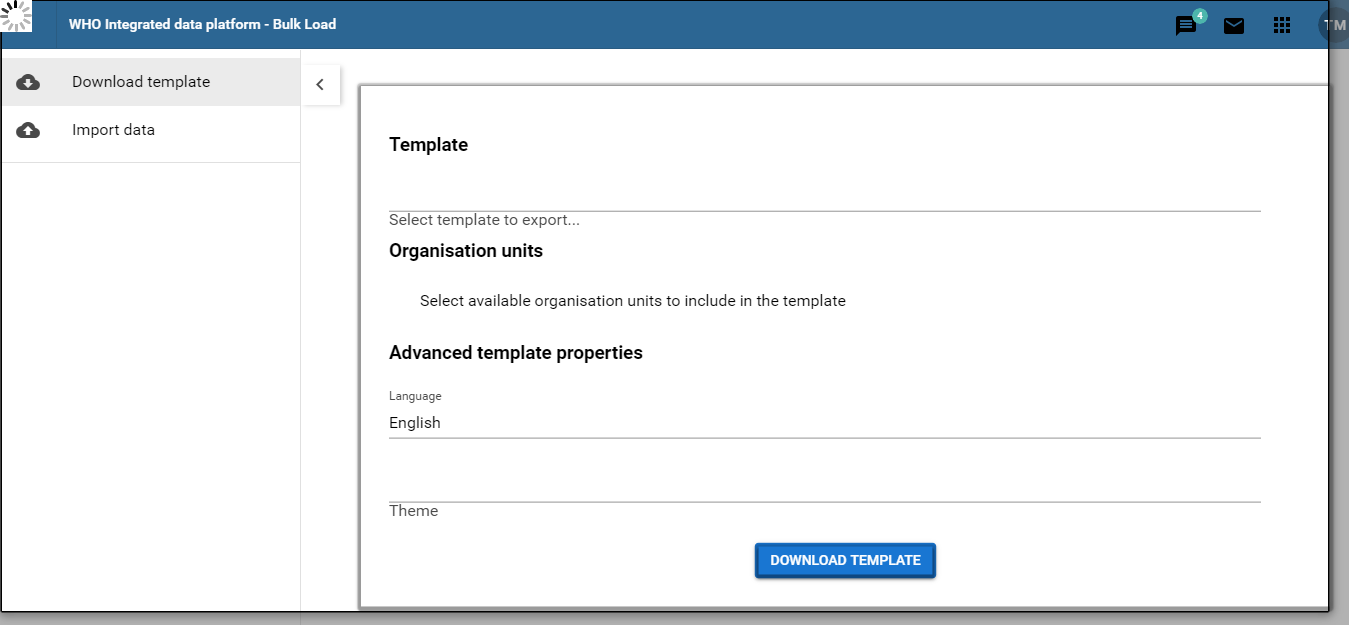 WHO Integrated data platform - Bulk Load
4
TM
Download template
Import data
Template
Select template to export...
Organisation units
Select available organisation units to include in the template
Advanced template properties
Language
English
Theme
DOWNLOAD TEMPLATE